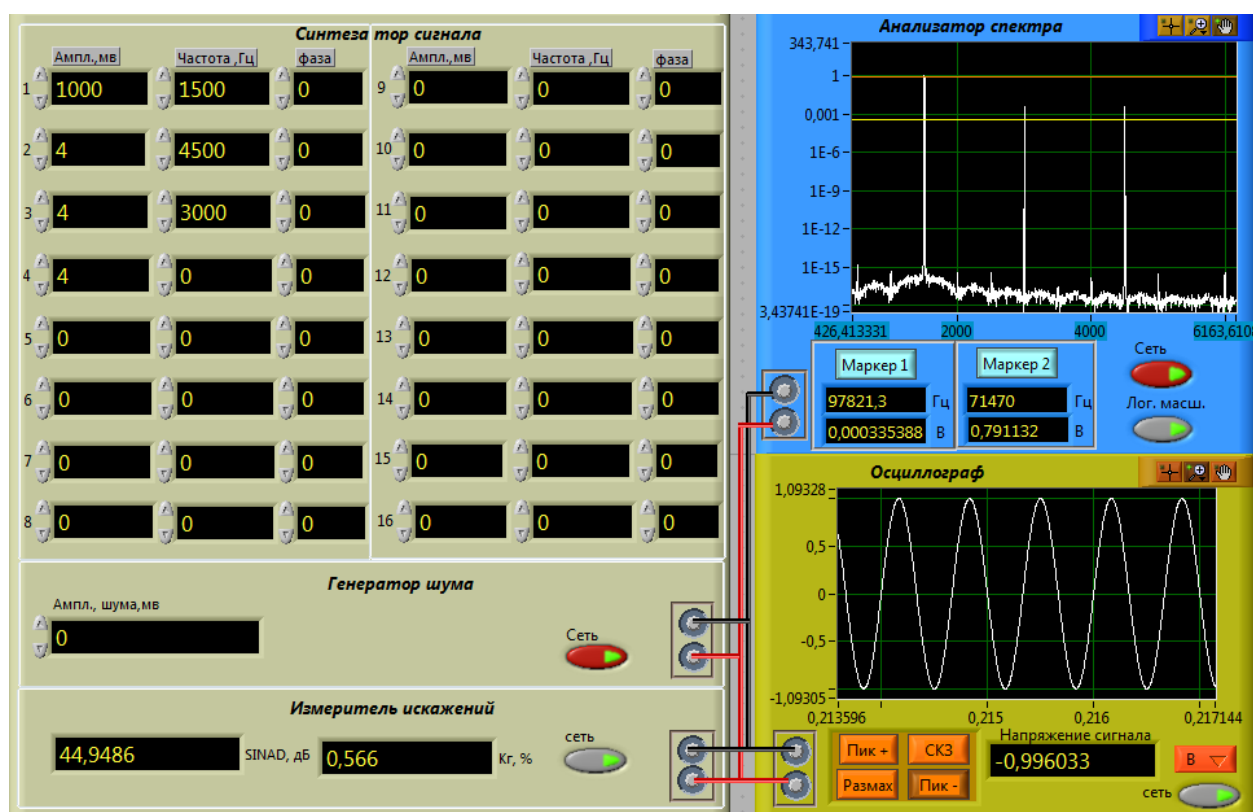 Синтеза тор сигнала
Ампл.,мв Частота ,Гц фаза Ампл.,мв Частота ,Гц фаза
1 1000 1500 0 9 0 0 0
2 4 4500 0 10 0 0 0
3 4 3000 0 11 0 0 0
4 4 0 0 12 0 0 0
5 0 0 0 13 0 0 0
6 0 0 0 14 0 0 0
7 0 0 0 15 0 0 0
8 0 0 0 16 0 0 0
Генератор шума
Ампл., шума,мв
0
Сеть
Измеритель искажений
44,9486 SINAD, дБ 0,566 Кг, %
сеть
Анализатор спектра
343,741
1
0,001
1E-6
1E-9
1E-12
1E-15
3,43741E-19
426,413331 2000 4000 6163,6108
Маркер 1 Маркер 2 Сеть
97821,3 Гц 71470 Гц Лог. масш.
0,000335388 В 0,791132 В
Осциллограф
1,09328
0,5
0
-0,5
-1,09305
0,213596 0,215 0,216 0,217144
Пик + СКЗ Напряжение сигнала
-0,996033 В
Размах Пик - сеть